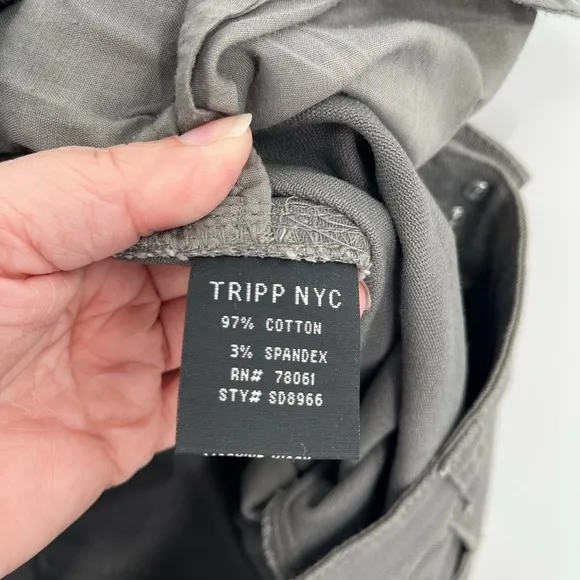 TRIPP NYC
97% COTTON
3% SPANDEX
RN# 78061
STY# SD8966